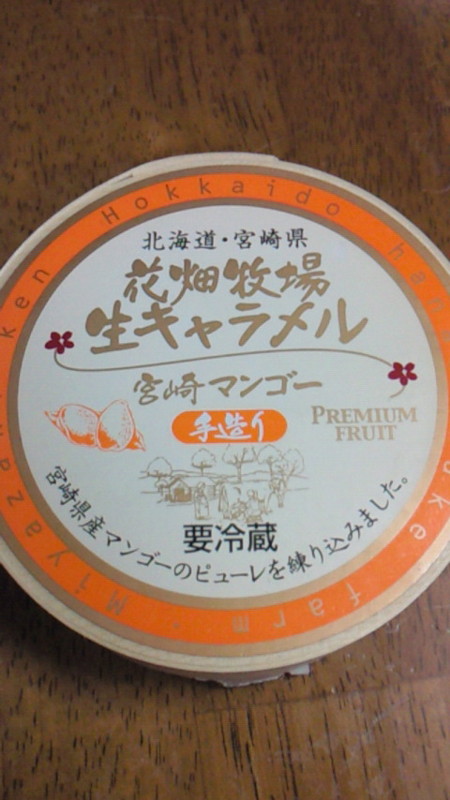 Hokkaido
北海道・宮崎県
花畑牧場
生キャラメル
宮崎マンゴー
手造り
PREMIUM
FRUIT
要冷蔵
宮崎県産マンゴーのピューレを練り込みました。
farm
Miyaza
ken